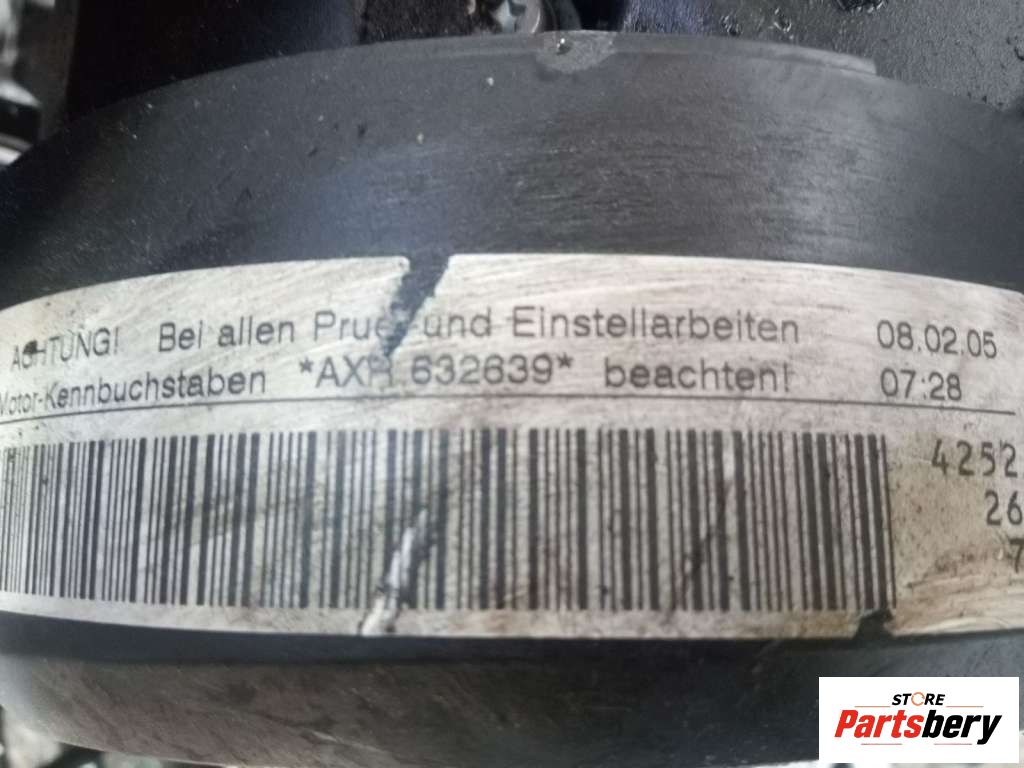 ACHTUNG! Bei allen Pruef-und Einstellarbeiten 08.02.05
Motor-Kennbuchstaben *AXR 632639* beachten! 07:28
4252
26
7
STORE
Partsbery